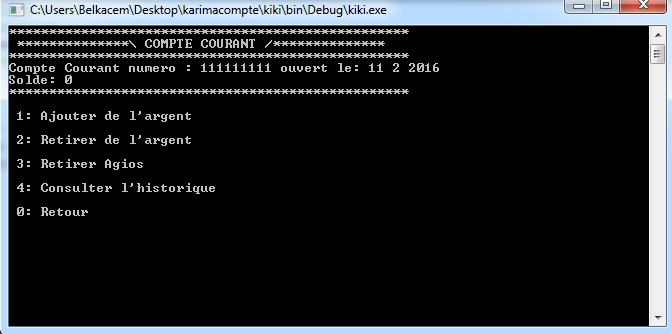 C:\Users\Belkacem\Desktop\karimacompte\kiki\bin\Debug\kiki.exe
**************************************************
**************\ COMPTE COURANT /**************
**************************************************
Compte Courant numero : 111111111 ouvert le: 11 2 2016
Solde: 0
**************************************************
1: Ajouter de l'argent
2: Retirer de l'argent
3: Retirer Agios
4: Consulter l'historique
0: Retour